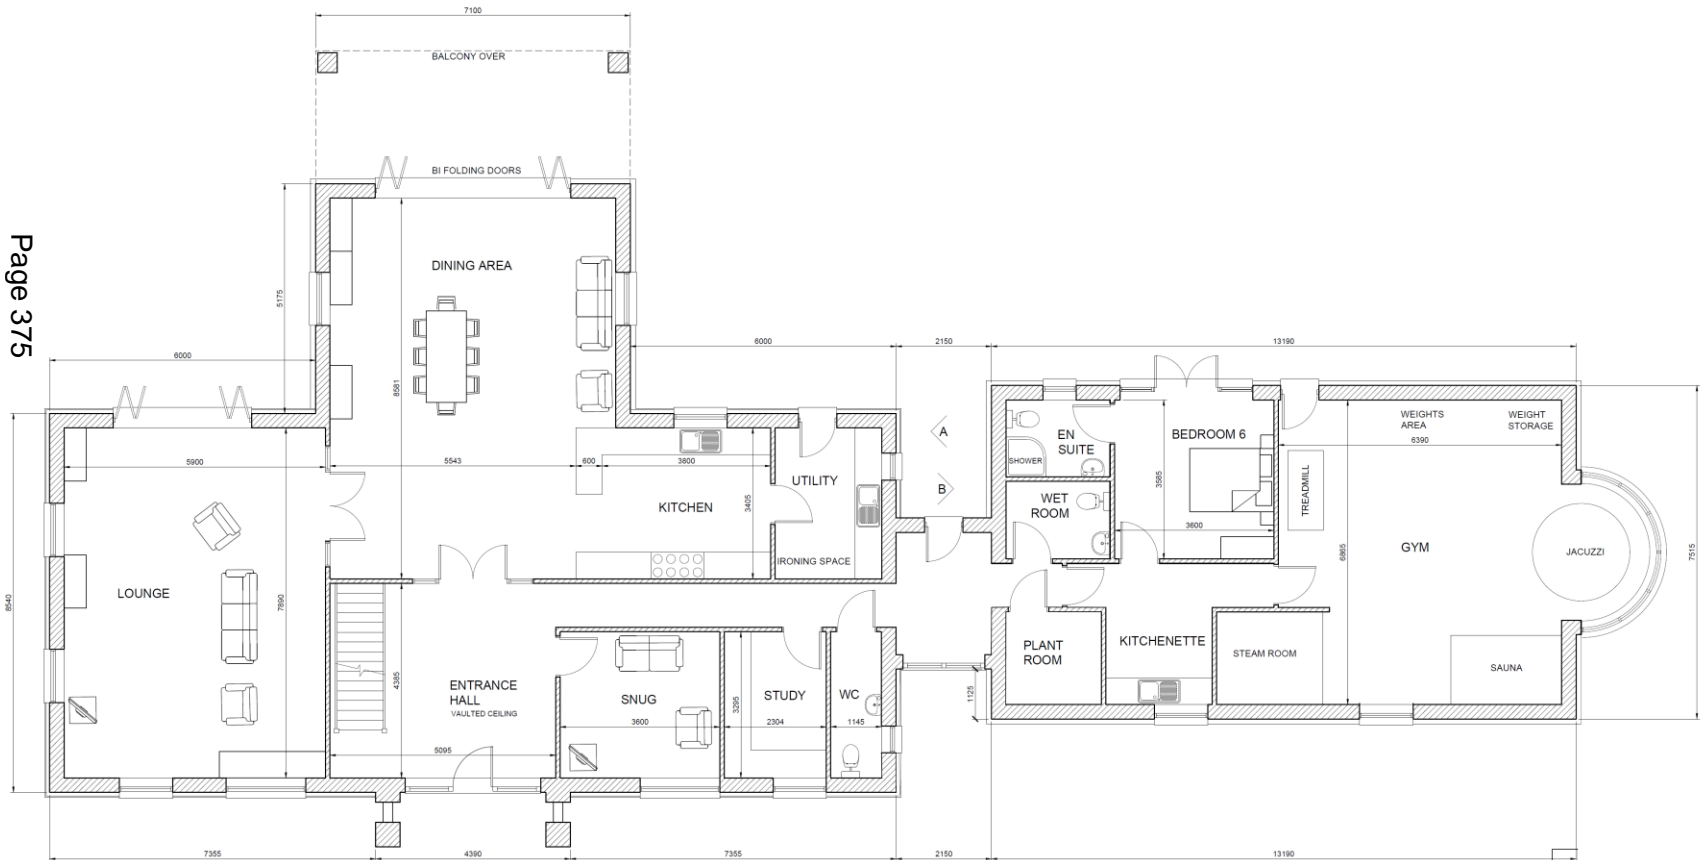 7100
BALCONY OVER
BI FOLDING DOORS
Page 375
DINING AREA
5175
6000
8581
6000
2150
13190
5900
5543
600
3800
UTILITY
KITCHEN
3405
IRONING SPACE
A
B
EN
SUITE
SHOWER
BEDROOM 6
WET
ROOM
3585
3600
WEIGHTS
AREA
WEIGHT
STORAGE
6390
TREADMILL
GYM
6865
JACUZZI
7515
LOUNGE
7890
8540
4385
ENTRANCE
HALL
VAULTED CEILING
5095
SNUG
3600
STUDY
3295
2304
WC
1145
1125
PLANT
ROOM
KITCHENETTE
STEAM ROOM
SAUNA
7355
4390
7355
2150
13190